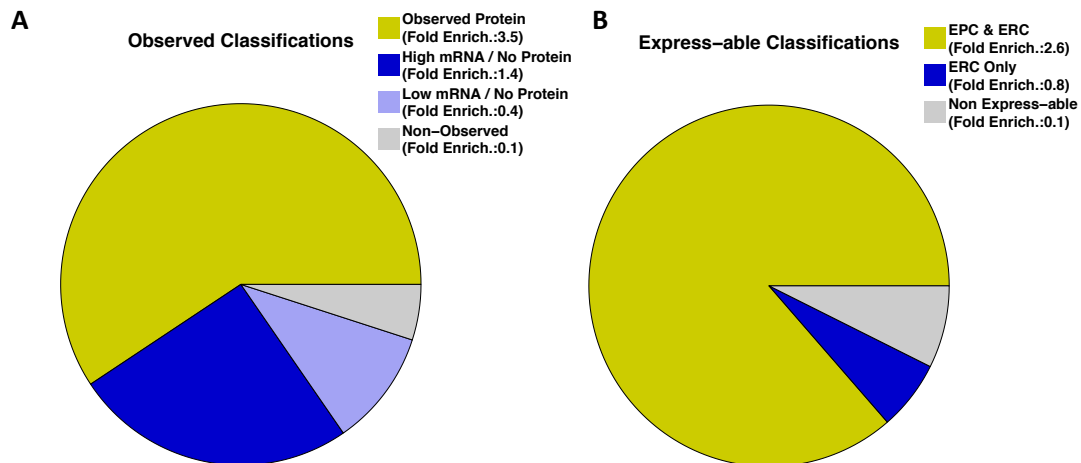 A
Observed Classifications
Observed Protein
(Fold Enrich.:3.5)
High mRNA / No Protein
(Fold Enrich.:1.4)
Low mRNA / No Protein
(Fold Enrich.:0.4)
Non−Observed
(Fold Enrich.:0.1)
B
Express−able Classifications
EPC & ERC
(Fold Enrich.:2.6)
ERC Only
(Fold Enrich.:0.8)
Non Express−able
(Fold Enrich.:0.1)